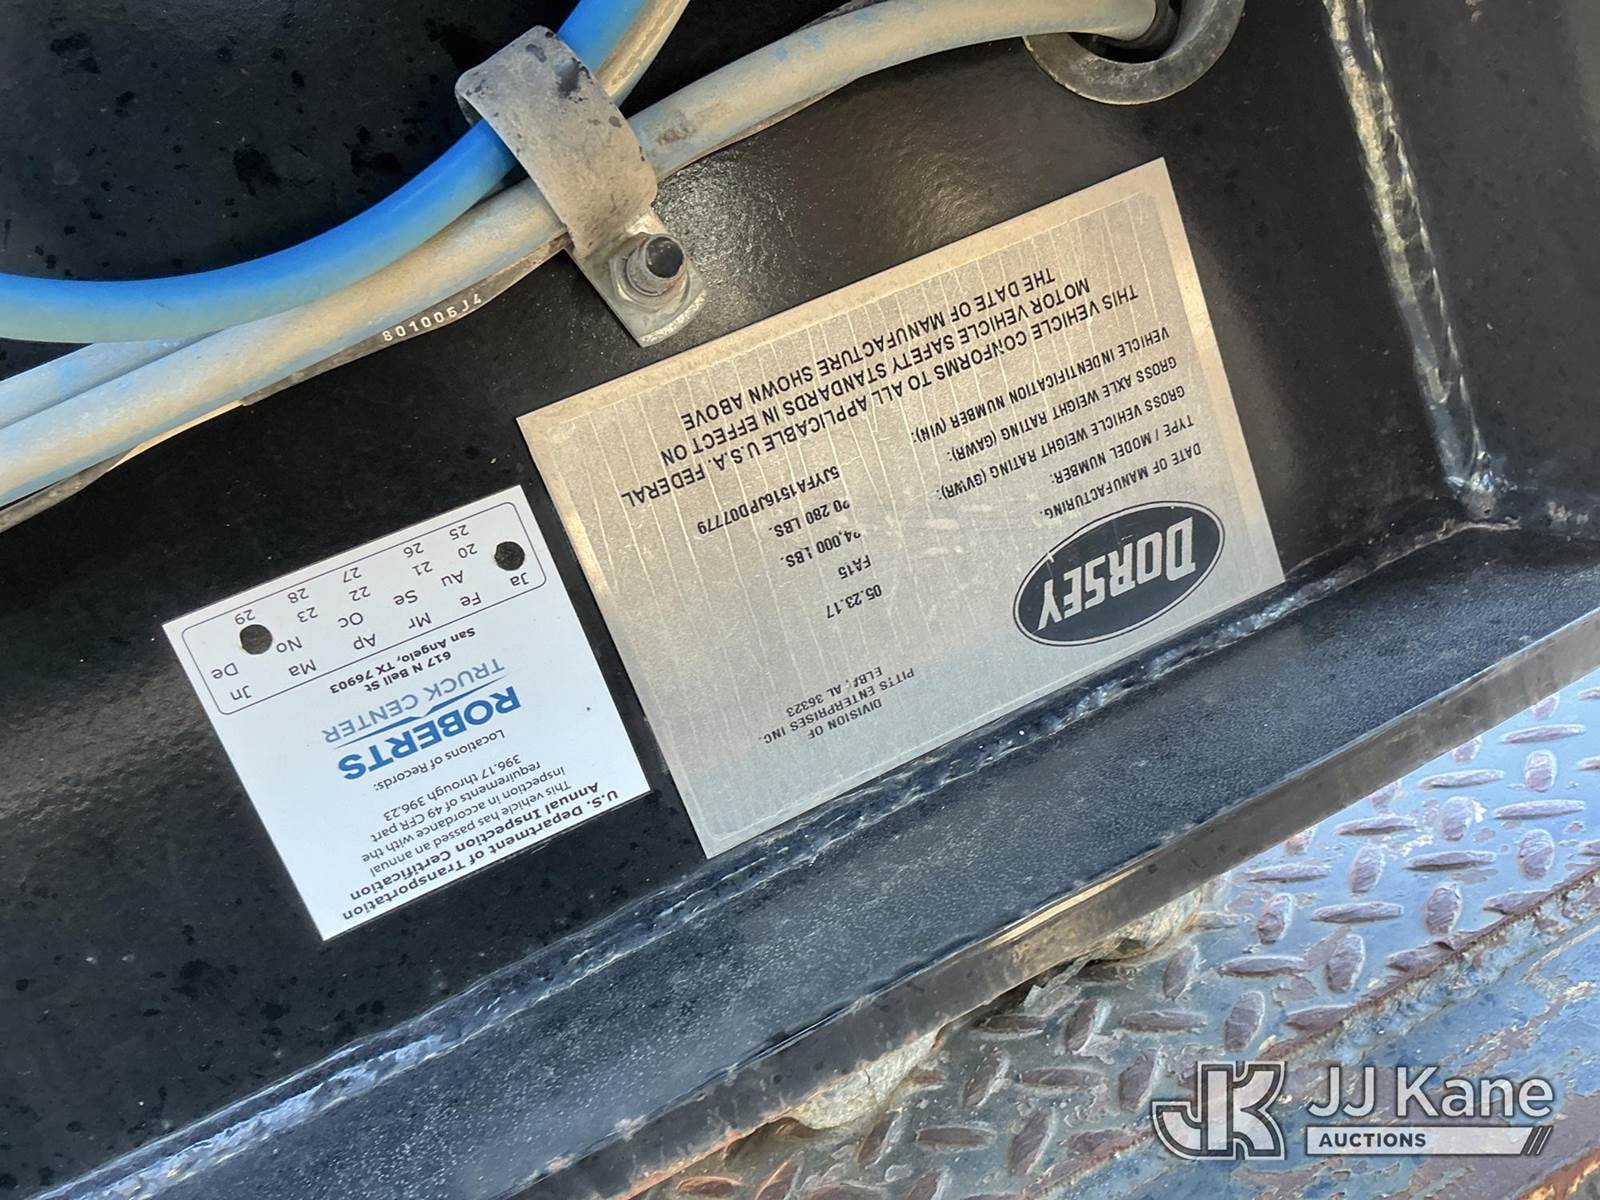 801006J4
DORSEY
DIVISION OF
PITTS ENTERPRISES INC.
ELBA, AL 36323
DATE OF MANUFACTURING: 05.23.17
TYPE / MODEL NUMBER: FA15
GROSS VEHICLE WEIGHT RATING (GVWR): 24,000 LBS.
GROSS AXLE WEIGHT RATING (GAWR): 20 280 LBS.
VEHICLE INDENTIFICATION NUMBER (VIN): 5JYFA1516JPD07779
THIS VEHICLE CONFORMS TO ALL APPLICABLE U.S.A. FEDERAL
MOTOR VEHICLE SAFETY STANDARDS IN EFFECT ON
THE DATE OF MANUFACTURE SHOWN ABOVE
U.S. Department of Transportation
Annual Inspection Certification
This vehicle has passed an annual
inspection in accordance with the
requirements of 49 CFR part
396.17 through 396.23
Locations of Records:
ROBERTS
TRUCK CENTER
617 N Bell St
San Angelo, TX 76903
Ja Fe Mr Ap Ma Jn
Au Se Oc No De
20 21 22 23
25 26 27 28 29
JK JJ Kane
AUCTIONS